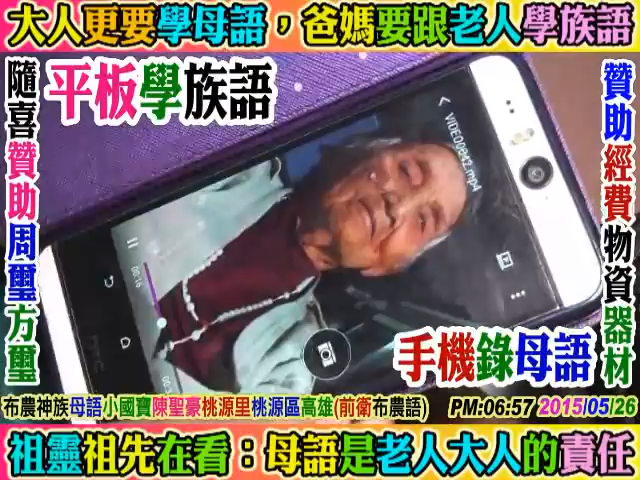 大人更要學母語，爸媽要跟老人學族語
平板學族語
隨喜贊助周璽方璽
贊助經費物資器材
VIDEO0042.mp4
00:16
hTC
手機錄母語
布農神族母語小國寶陳聖豪桃源里桃源區高雄(前衛布農語) PM:06:57 2015/05/26
祖靈祖先在看：母語是老人大人的責任